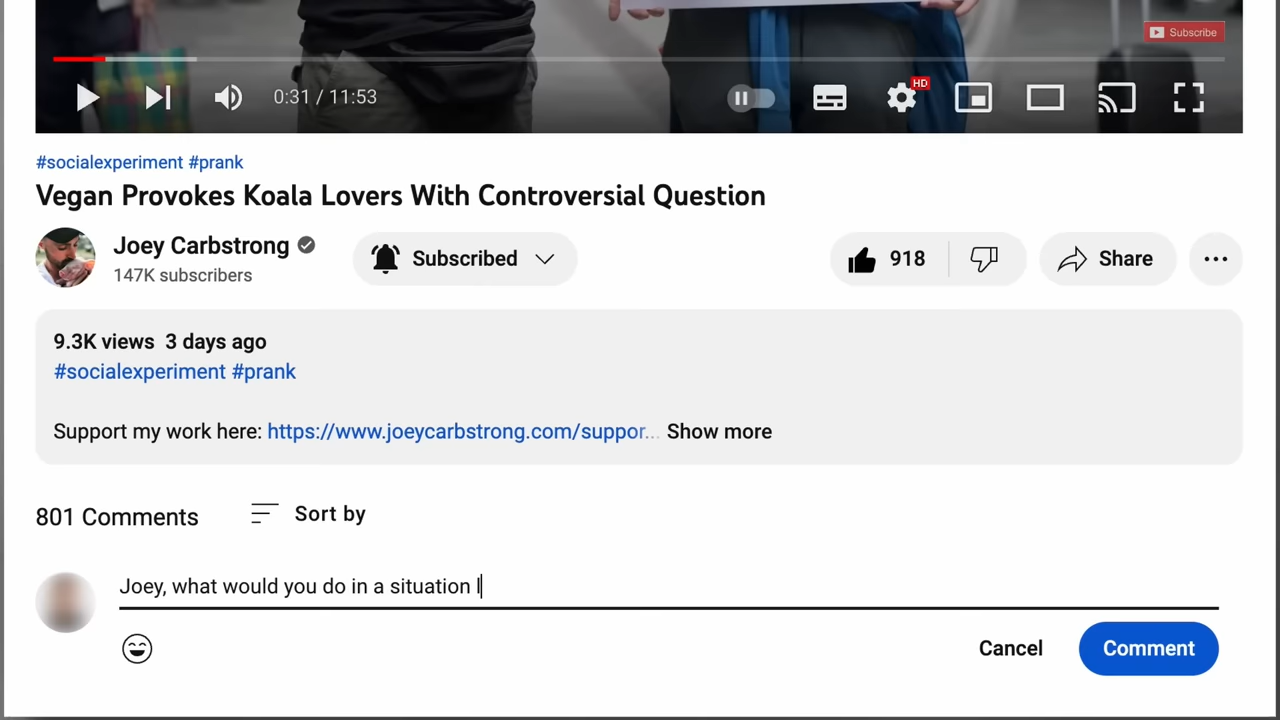 Subscribe
HD
0:31 / 11:53
#socialexperiment #prank
Vegan Provokes Koala Lovers With Controversial Question
Joey Carbstrong
147K subscribers
Subscribed
918
Share
9.3K views 3 days ago
#socialexperiment #prank
Support my work here: https://www.joeycarbstrong.com/suppor... Show more
801 Comments
Sort by
Joey, what would you do in a situation l
Cancel
Comment